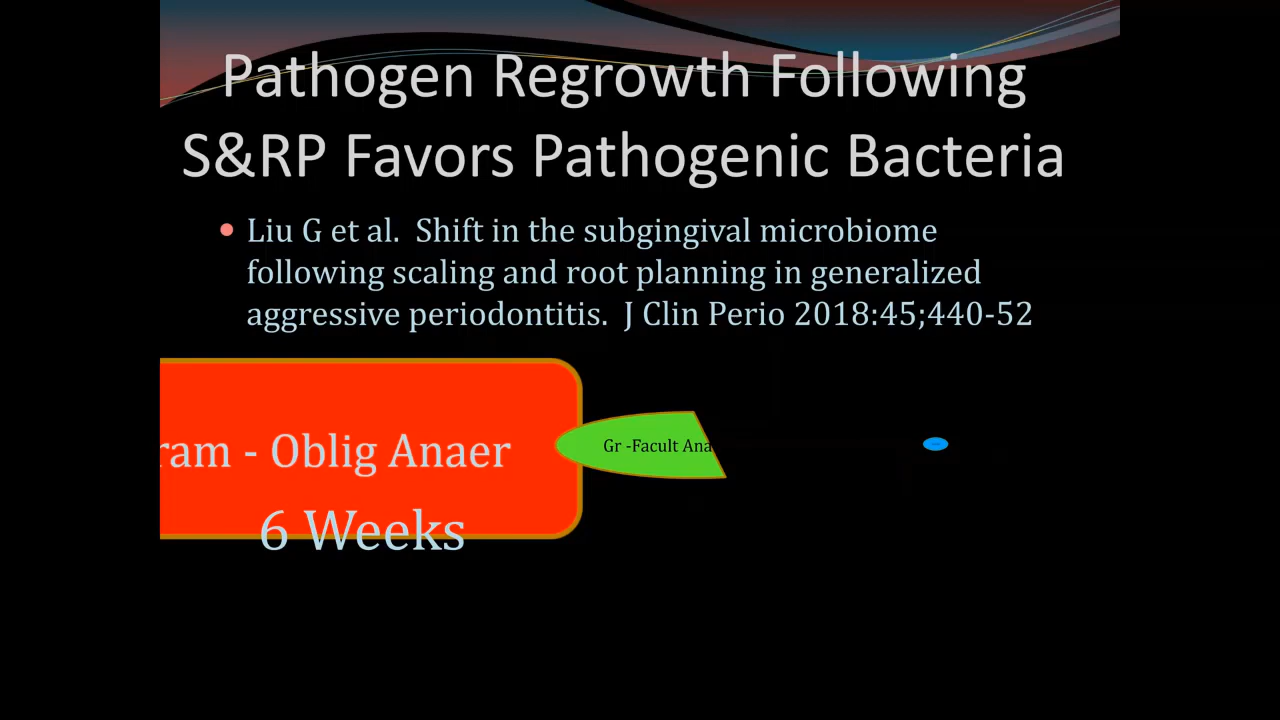 Pathogen Regrowth Following
S&RP Favors Pathogenic Bacteria
Liu G et al.  Shift in the subgingival microbiome
following scaling and root planning in generalized
aggressive periodontitis.  J Clin Perio 2018:45;440-52
ram - Oblig Anaer
Gr -Facult Ana
6 Weeks